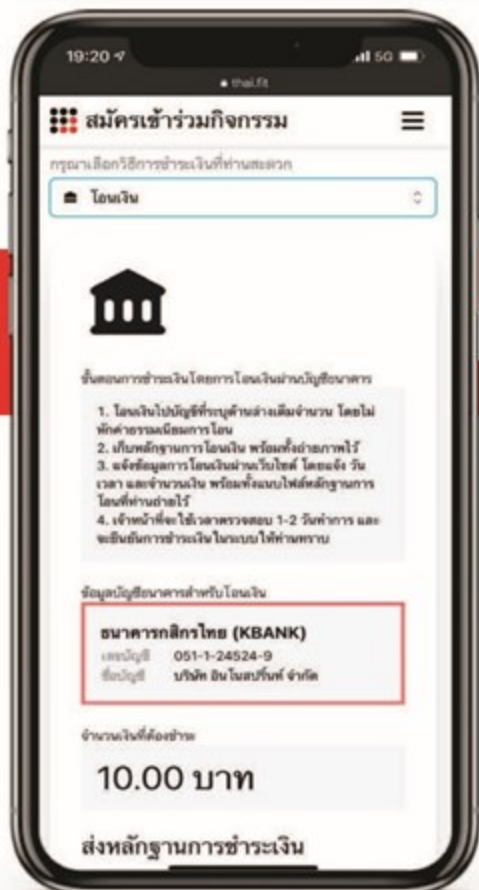 19:20
5G
thai.fit
สมัครเข้าร่วมกิจกรรม
กรุณาเลือกวิธีการชำระเงินที่ท่านสะดวก
โอนเงิน
ขั้นตอนการชำระเงินโดยการโอนเงินผ่านบัญชีธนาคาร
1. โอนเงินไปบัญชีที่ระบุด้านล่างเต็มจำนวน โดยไม่
หักค่าธรรมเนียมการโอน
2. เก็บหลักฐานการโอนเงิน พร้อมทั้งถ่ายภาพไว้
3. แจ้งข้อมูลการโอนเงินผ่านเว็บไซต์ โดยแจ้ง วัน
เวลา และจำนวนเงิน พร้อมทั้งแนบไฟล์หลักฐานการ
โอนที่ท่านถ่ายไว้
4. เจ้าหน้าที่จะใช้เวลาตรวจสอบ 1-2 วันทำการ และ
จะยืนยันการชำระเงินในระบบให้ท่านทราบ
ข้อมูลบัญชีธนาคารสำหรับโอนเงิน
ธนาคารกสิกรไทย (KBANK)
เลขบัญชี 051-1-24524-9
ชื่อบัญชี บริษัท อินโนสปริ้นท์ จำกัด
จำนวนเงินที่ต้องชำระ
10.00 บาท
ส่งหลักฐานการชำระเงิน